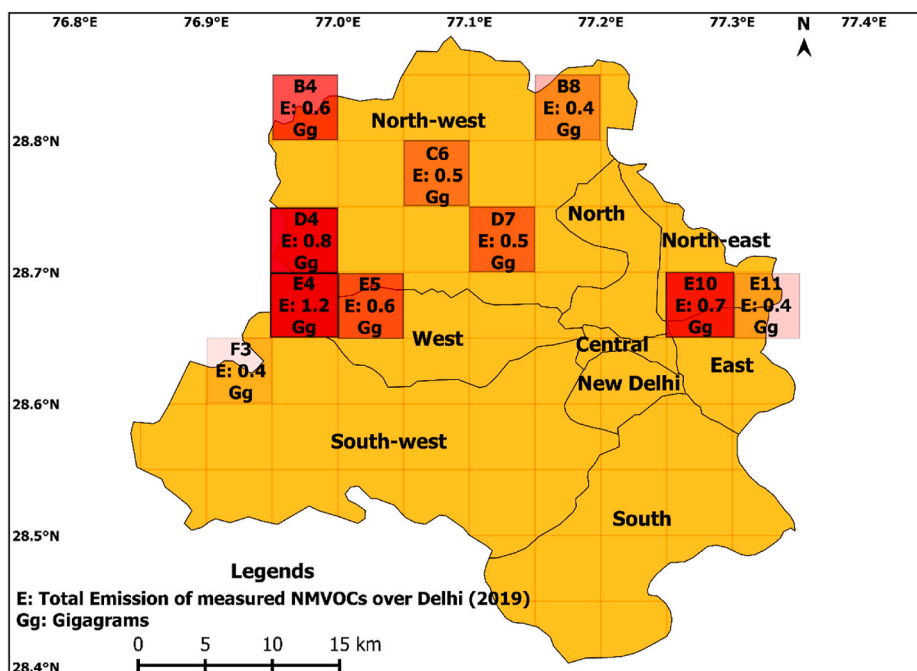 76.8°E 76.9°E 77.0°E 77.1°E 77.2°E 77.3°E 77.4°E
N
B4
E: 0.6
Gg
B8
E: 0.4
Gg
North-west
28.8°N
C6
E: 0.5
Gg
D4
E: 0.8
Gg
D7
E: 0.5
Gg
North
North-east
28.7°N
E4
E: 1.2
Gg
E5
E: 0.6
Gg
E10
E: 0.7
Gg
E11
E: 0.4
Gg
West
Central
F3
E: 0.4
Gg
New Delhi
East
28.6°N
South-west
South
28.5°N
Legends
E: Total Emission of measured NMVOCs over Delhi (2019)
Gg: Gigagrams
0 5 10 15 km
28.4°N